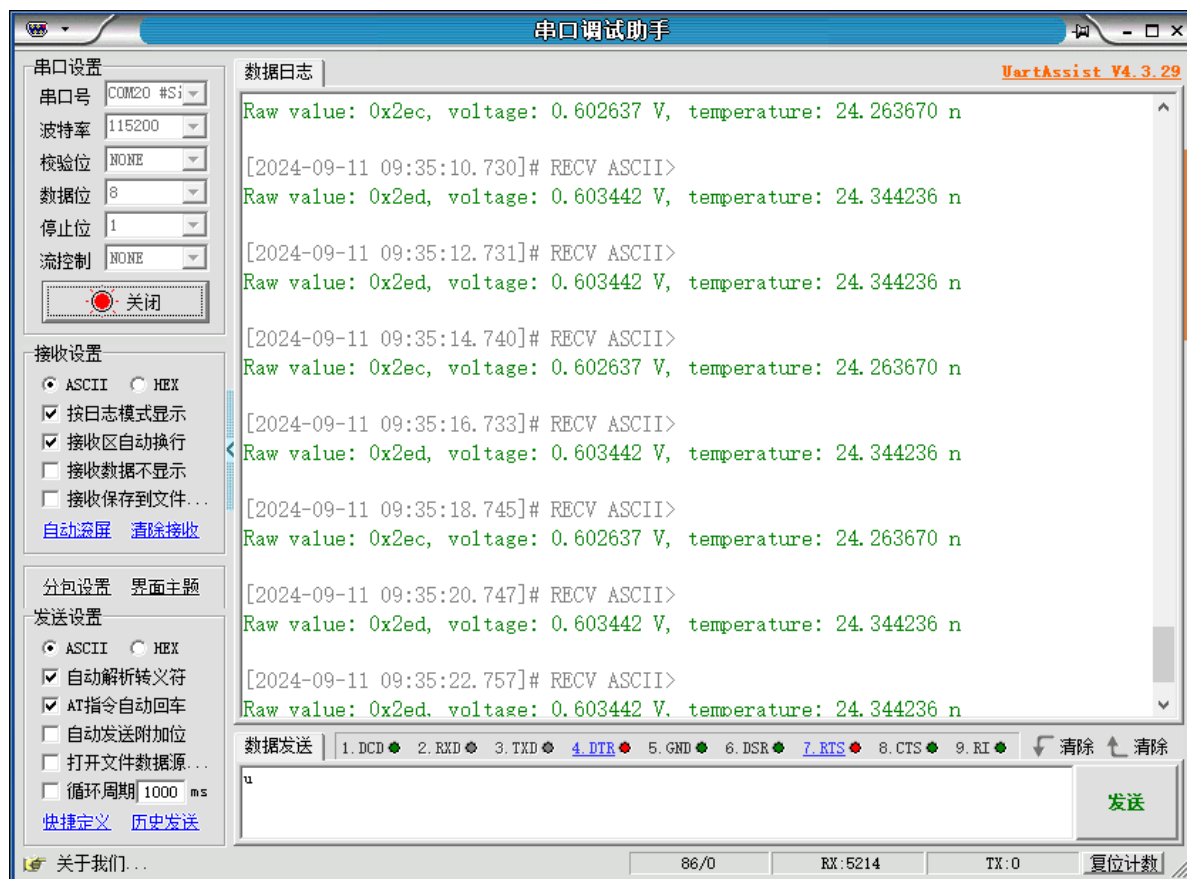 串口调试助手
串口设置
串口号 COM20 #Si
波特率 115200
校验位 NONE
数据位 8
停止位 1
流控制 NONE
关闭
接收设置
ASCII HEX
按日志模式显示
接收区自动换行
接收数据不显示
接收保存到文件...
自动滚屏 清除接收
分包设置 界面主题
发送设置
ASCII HEX
自动解析转义符
AT指令自动回车
自动发送附加位
打开文件数据源...
循环周期 1000 ms
快捷定义 历史发送
数据日志
UartAssist V4.3.29
Raw value: 0x2ec, voltage: 0.602637 V, temperature: 24.263670 n
[2024-09-11 09:35:10.730]# RECV ASCII>
Raw value: 0x2ed, voltage: 0.603442 V, temperature: 24.344236 n
[2024-09-11 09:35:12.731]# RECV ASCII>
Raw value: 0x2ed, voltage: 0.603442 V, temperature: 24.344236 n
[2024-09-11 09:35:14.740]# RECV ASCII>
Raw value: 0x2ec, voltage: 0.602637 V, temperature: 24.263670 n
[2024-09-11 09:35:16.733]# RECV ASCII>
Raw value: 0x2ed, voltage: 0.603442 V, temperature: 24.344236 n
[2024-09-11 09:35:18.745]# RECV ASCII>
Raw value: 0x2ec, voltage: 0.602637 V, temperature: 24.263670 n
[2024-09-11 09:35:20.747]# RECV ASCII>
Raw value: 0x2ed, voltage: 0.603442 V, temperature: 24.344236 n
[2024-09-11 09:35:22.757]# RECV ASCII>
Raw value: 0x2ed, voltage: 0.603442 V, temperature: 24.344236 n
数据发送 1.DCD 2.RXD 3.TXD 4.DTR 5.GND 6.DSR 7.RTS 8.CTS 9.RI 清除 清除
u
发送
关于我们... 86/0 RX:5214 TX:0 复位计数